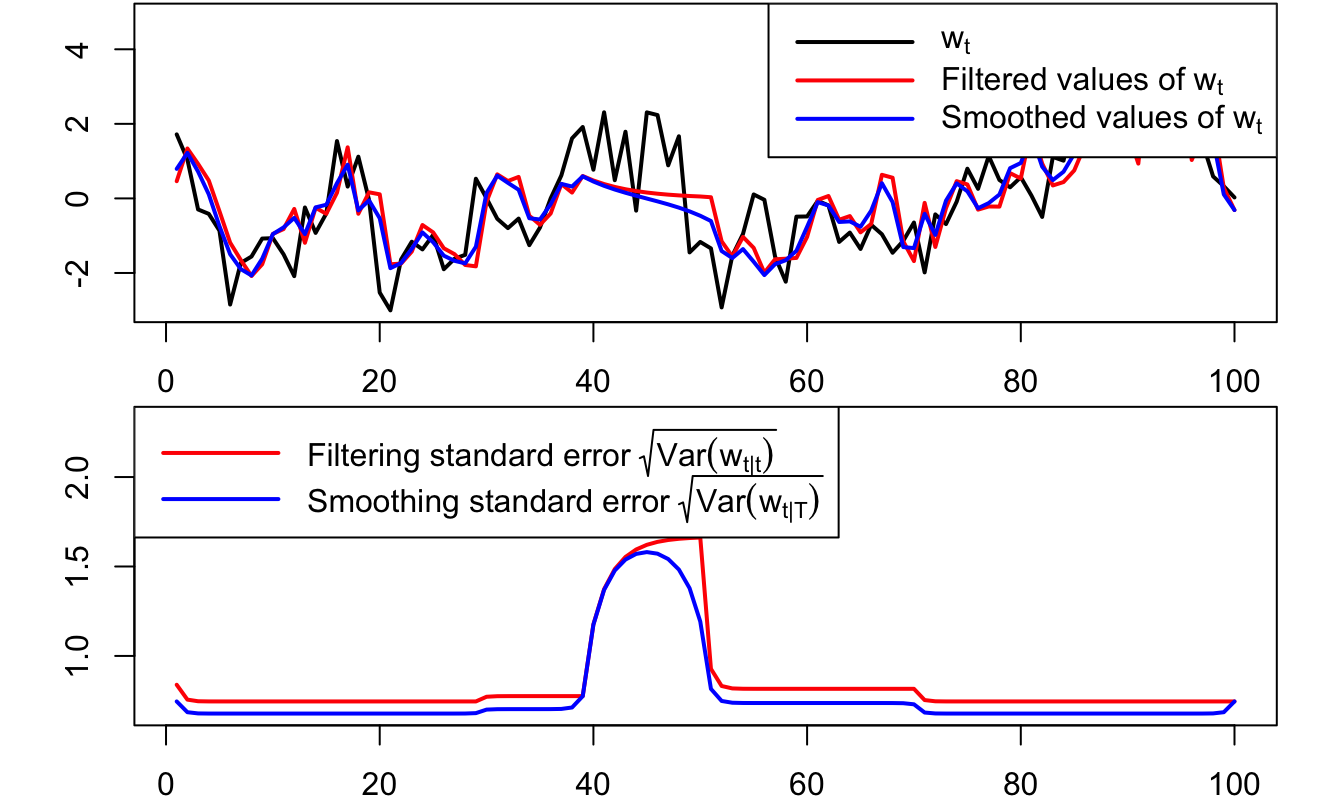 4
2
0
-2
w_t
Filtered values of w_t
Smoothed values of w_t
0 20 40 60 80 100
2.0
1.5
1.0
Filtering standard error √Var(w_t|t)
Smoothing standard error √Var(w_t|T)
0 20 40 60 80 100